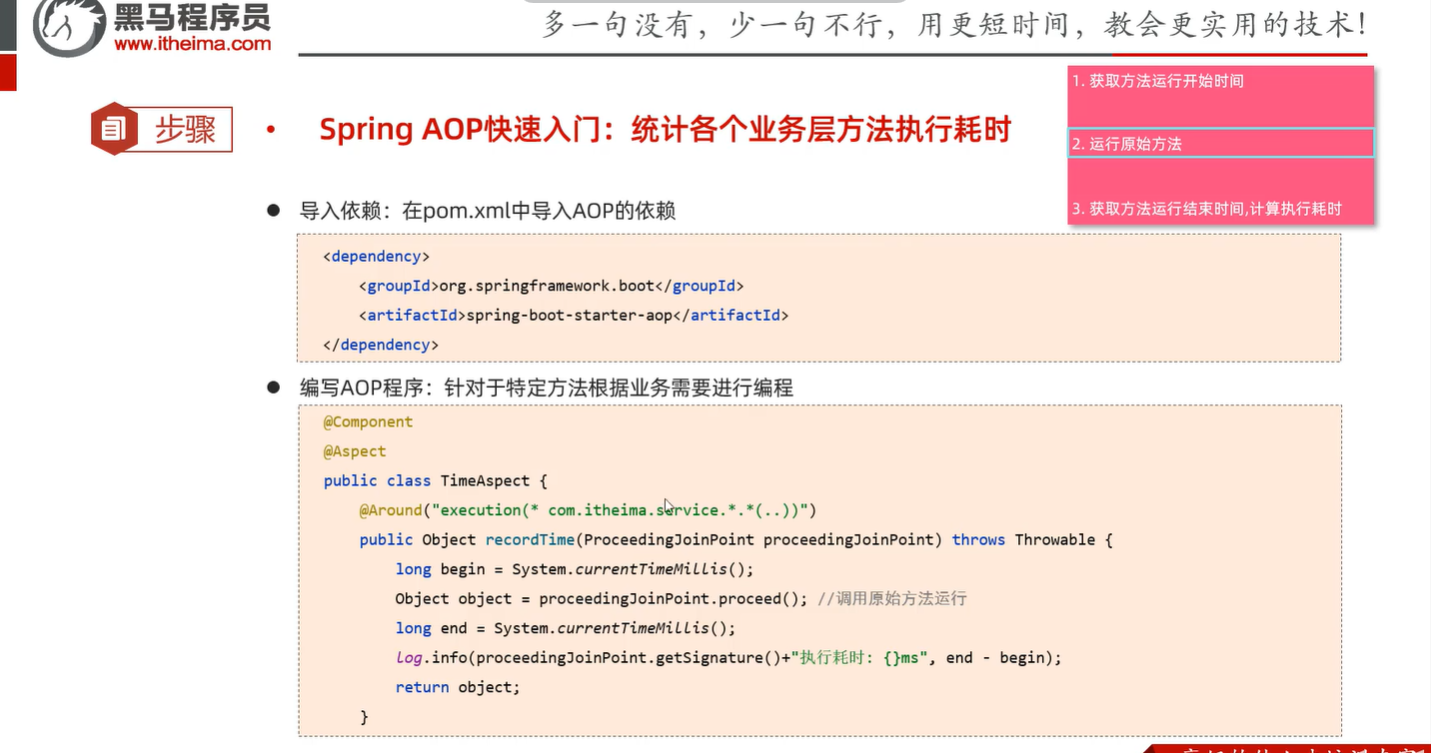 黑马程序员
www.itheima.com
多一句没有，少一句不行，用更短时间，教会更实用的技术！
1. 获取方法运行开始时间
2. 运行原始方法
3. 获取方法运行结束时间,计算执行耗时
步骤
• Spring AOP快速入门：统计各个业务层方法执行耗时
● 导入依赖：在pom.xml中导入AOP的依赖
<dependency>
    <groupId>org.springframework.boot</groupId>
    <artifactId>spring-boot-starter-aop</artifactId>
</dependency>
● 编写AOP程序：针对于特定方法根据业务需要进行编程
@Component
@Aspect
public class TimeAspect {
    @Around("execution(* com.itheima.service.*.*(..))")
    public Object recordTime(ProceedingJoinPoint proceedingJoinPoint) throws Throwable {
        long begin = System.currentTimeMillis();
        Object object = proceedingJoinPoint.proceed(); //调用原始方法运行
        long end = System.currentTimeMillis();
        log.info(proceedingJoinPoint.getSignature()+"执行耗时: {}ms", end - begin);
        return object;
    }